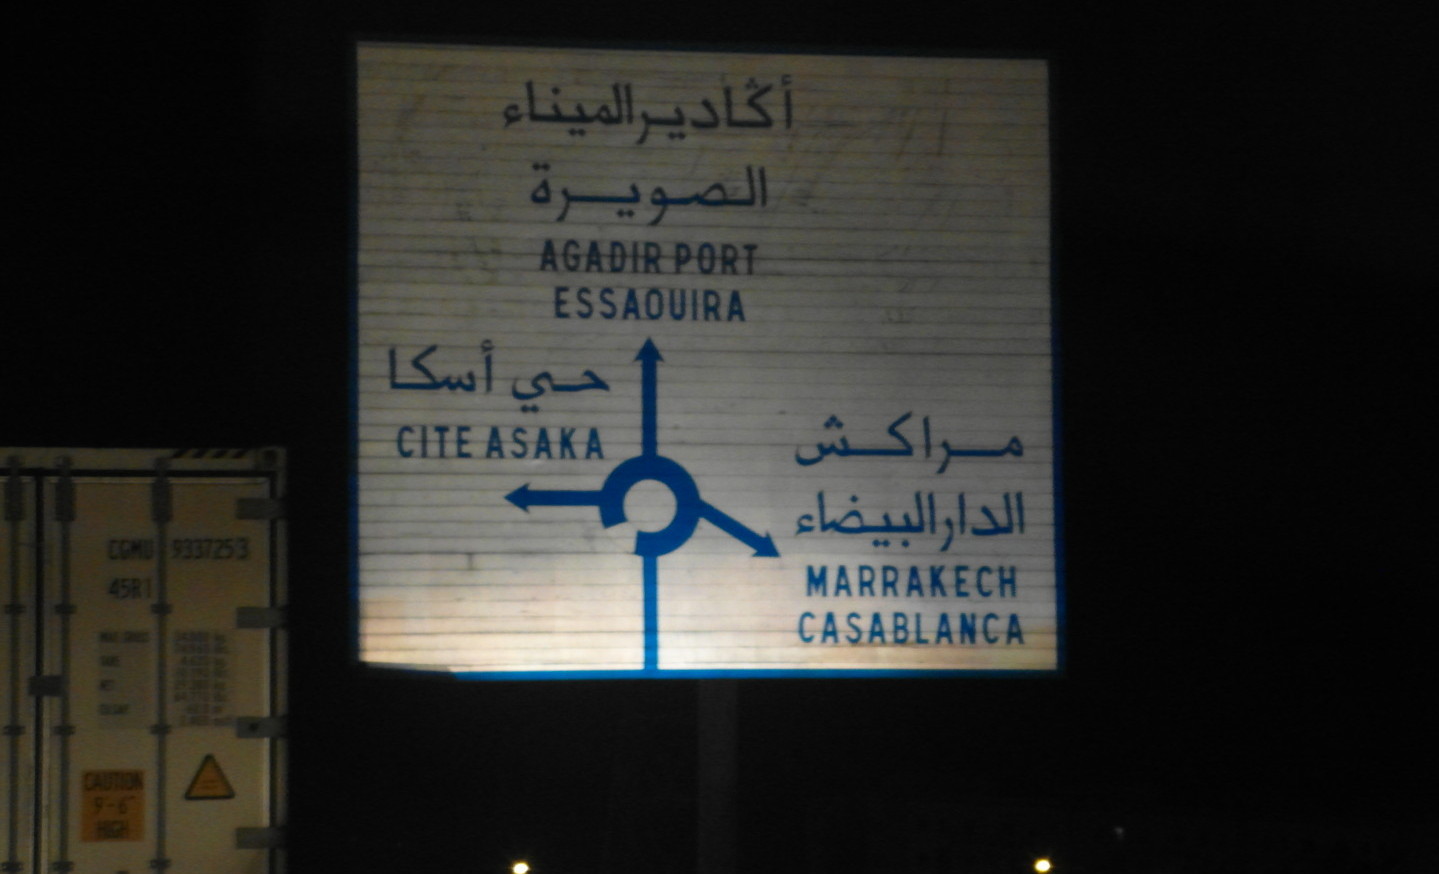 أڭادير الميناء
الصويرة
AGADIR PORT
ESSAOUIRA
حي أسكا
CITE ASAKA
مراكش
الدار البيضاء
MARRAKECH
CASABLANCA
CGMU 933725 3
45R1
CAUTION
9-6"
HIGH